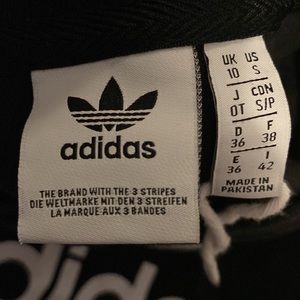 adidas
THE BRAND WITH THE 3 STRIPES
DIE WELTMARKE MIT DEN 3 STREIFEN
LA MARQUE AUX 3 BANDES
UK US
10 S
J CDN
OT S/P
D F
36 38
E I
36 42
MADE IN
PAKISTAN
adid